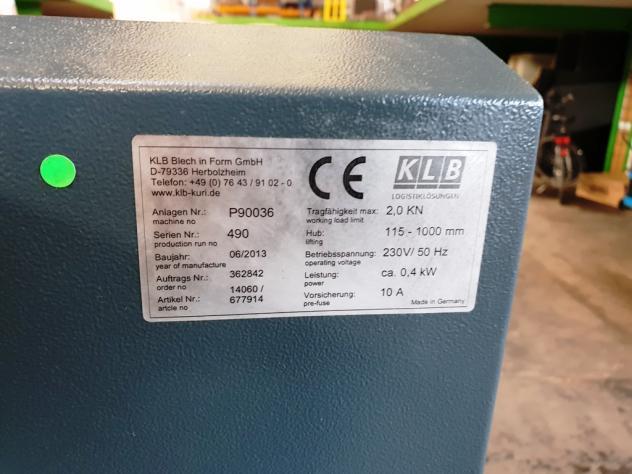 KLB Blech in Form GmbH
D-79336 Herbolzheim
Telefon: +49 (0) 76 43 / 91 02 - 0
www.klb-kuri.de
CE
KLB
LOGISTIKLÖSUNGEN
Anlagen Nr.: P90036
machine no
Serien Nr.: 490
production run no
Baujahr: 06/2013
year of manufacture
Auftrags Nr.: 362842
order no
14060 /
Artikel Nr.: 677914
artcle no
Tragfähigkeit max: 2,0 KN
working load limit
Hub: 115 - 1000 mm
lifting
Betriebsspannung: 230V/ 50 Hz
operating voltage
Leistung: ca. 0,4 kW
power
Vorsicherung: 10 A
pre-fuse
Made in Germany